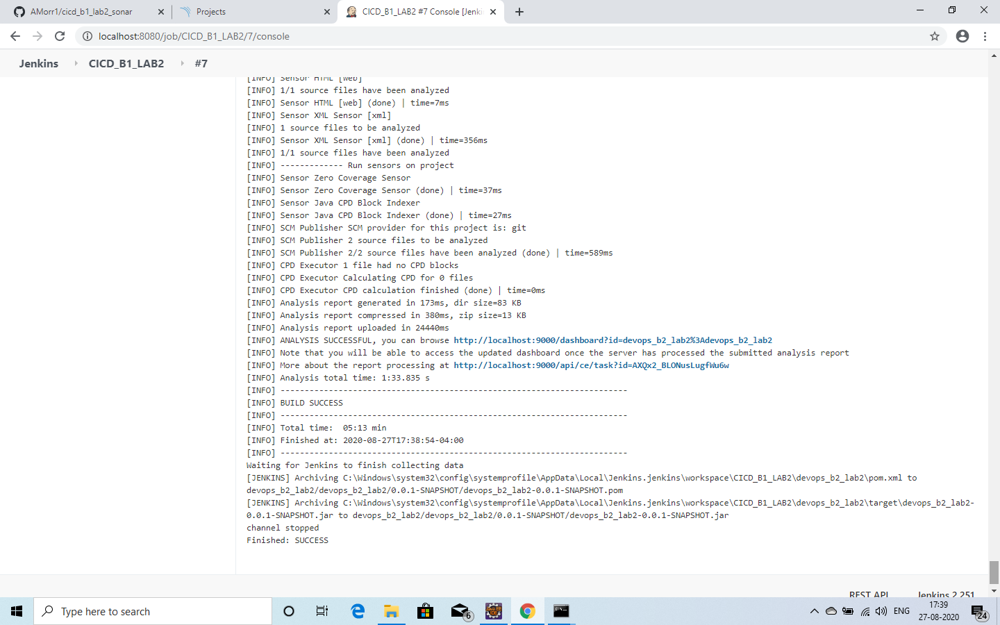 AMorr1/cicd_b1_lab2_sonar
Projects
CICD_B1_LAB2 #7 Console [Jenki
localhost:8080/job/CICD_B1_LAB2/7/console
Jenkins
CICD_B1_LAB2
#7
[INFO] Sensor HTML [web]
[INFO] 1/1 source files have been analyzed
[INFO] Sensor HTML [web] (done) | time=7ms
[INFO] Sensor XML Sensor [xml]
[INFO] 1 source files to be analyzed
[INFO] Sensor XML Sensor [xml] (done) | time=356ms
[INFO] 1/1 source files have been analyzed
[INFO] ------------- Run sensors on project
[INFO] Sensor Zero Coverage Sensor
[INFO] Sensor Zero Coverage Sensor (done) | time=37ms
[INFO] Sensor Java CPD Block Indexer
[INFO] Sensor Java CPD Block Indexer (done) | time=27ms
[INFO] SCM Publisher SCM provider for this project is: git
[INFO] SCM Publisher 2 source files to be analyzed
[INFO] SCM Publisher 2/2 source files have been analyzed (done) | time=589ms
[INFO] CPD Executor 1 file had no CPD blocks
[INFO] CPD Executor Calculating CPD for 0 files
[INFO] CPD Executor CPD calculation finished (done) | time=0ms
[INFO] Analysis report generated in 173ms, dir size=83 KB
[INFO] Analysis report compressed in 380ms, zip size=13 KB
[INFO] Analysis report uploaded in 24440ms
[INFO] ANALYSIS SUCCESSFUL, you can browse http://localhost:9000/dashboard?id=devops_b2_lab2%3Adevops_b2_lab2
[INFO] Note that you will be able to access the updated dashboard once the server has processed the submitted analysis report
[INFO] More about the report processing at http://localhost:9000/api/ce/task?id=AXQx2_BLONusLugfWu6w
[INFO] Analysis total time: 1:33.835 s
[INFO] ------------------------------------------------------------------------
[INFO] BUILD SUCCESS
[INFO] ------------------------------------------------------------------------
[INFO] Total time:  05:13 min
[INFO] Finished at: 2020-08-27T17:38:54-04:00
[INFO] ------------------------------------------------------------------------
Waiting for Jenkins to finish collecting data
[JENKINS] Archiving C:\Windows\system32\config\systemprofile\AppData\Local\Jenkins.jenkins\workspace\CICD_B1_LAB2\devops_b2_lab2\pom.xml to
devops_b2_lab2/devops_b2_lab2/0.0.1-SNAPSHOT/devops_b2_lab2-0.0.1-SNAPSHOT.pom
[JENKINS] Archiving C:\Windows\system32\config\systemprofile\AppData\Local\Jenkins.jenkins\workspace\CICD_B1_LAB2\devops_b2_lab2\target\devops_b2_lab2-
0.0.1-SNAPSHOT.jar to devops_b2_lab2/devops_b2_lab2/0.0.1-SNAPSHOT/devops_b2_lab2-0.0.1-SNAPSHOT.jar
channel stopped
Finished: SUCCESS
REST API
Jenkins 2.251
Type here to search
6
ENG
17:39
27-08-2020
24